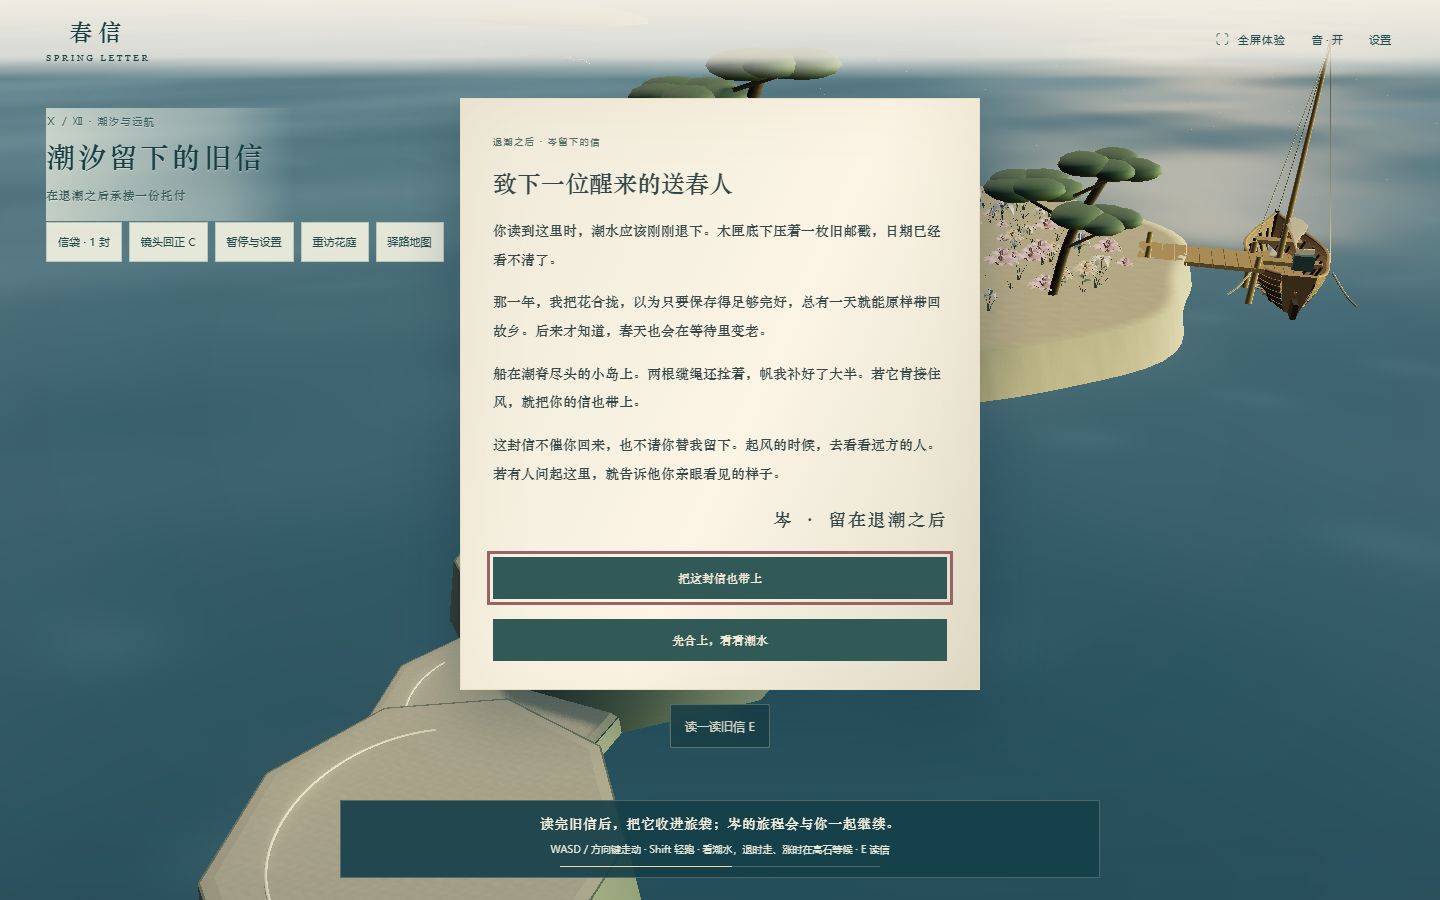 春信
SPRING LETTER
全屏体验
音·开
设置
X / XII · 潮汐与远航
潮汐留下的旧信
在退潮之后承接一份托付
信袋 · 1 封
镜头回正 C
暂停与设置
重访花庭
驿路地图
退潮之后 · 岑留下的信
致下一位醒来的送春人
你读到这里时，潮水应该刚刚退下。木匣底下压着一枚旧邮戳，日期已经
看不清了。
那一年，我把花合拢，以为只要保存得足够完好，总有一天就能原样带回
故乡。后来才知道，春天也会在等待里变老。
船在潮脊尽头的小岛上。两根缆绳还拴着，帆我补好了大半。若它肯接住
风，就把你的信也带上。
这封信不催你回来，也不请你替我留下。起风的时候，去看看远方的人。
若有人问起这里，就告诉他你亲眼看见的样子。
岑 · 留在退潮之后
把这封信也带上
先合上，看看潮水
读一读旧信 E
读完旧信后，把它收进旅袋；岑的旅程会与你一起继续。
WASD / 方向键走动 · Shift 轻跑 · 看潮水，退时走、涨时在高石等候 · E 读信